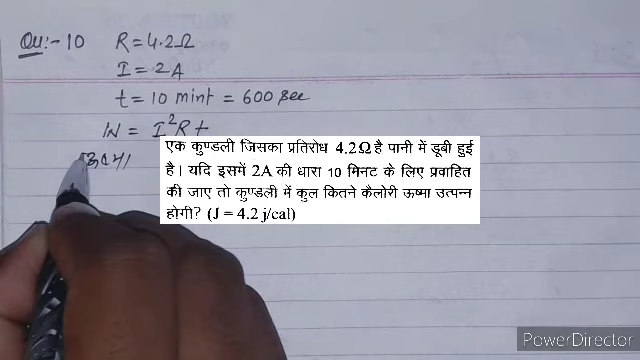 Qu:- 10 R = 4.2Ω
I = 2A
t = 10 mint = 600 sec
W = I²Rt
एक कुण्डली जिसका प्रतिरोध 4.2Ω है पानी में डूबी हुई
है। यदि इसमें 2A की धारा 10 मिनट के लिए प्रवाहित
की जाए तो कुण्डली में कुल कितने कैलोरी ऊष्मा उत्पन्न
होगी? (J = 4.2 j/cal)
PowerDirector